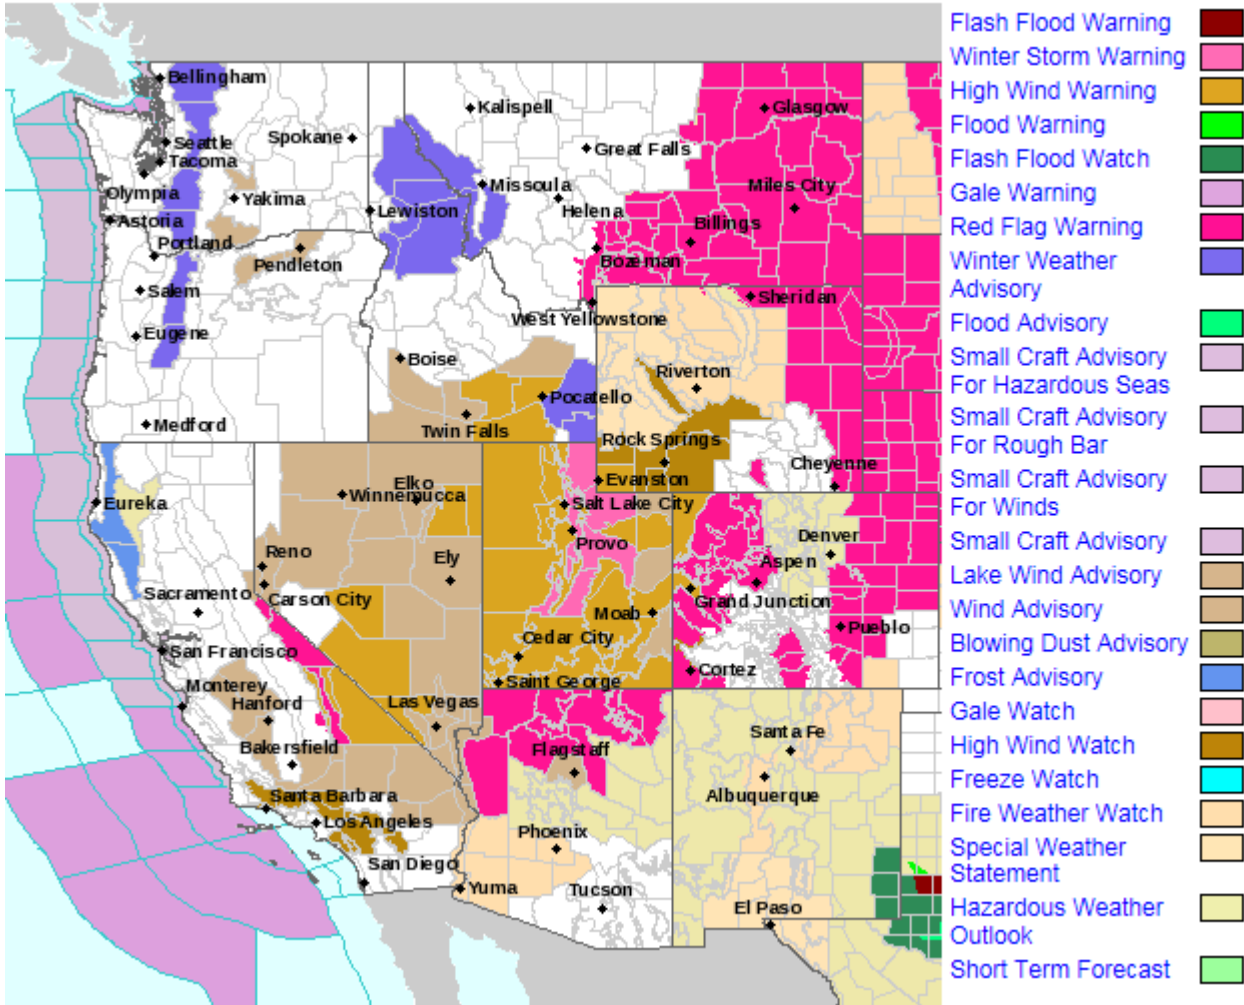 Bellingham
Seattle
Tacoma
Olympia
Spokane
Yakima
Astoria
Portland
Pendleton
Salem
Eugene
Medford
Kalispell
Great Falls
Missoula
Helena
Lewiston
Glasgow
Miles City
Billings
Bozeman
West Yellowstone
Sheridan
Boise
Pocatello
Twin Falls
Riverton
Rock Springs
Evanston
Cheyenne
Eureka
Winnemucca
Elko
Reno
Ely
Carson City
Sacramento
San Francisco
Salt Lake City
Provo
Moab
Cedar City
Saint George
Denver
Aspen
Grand Junction
Pueblo
Cortez
Monterey
Hanford
Bakersfield
Las Vegas
Santa Barbara
Los Angeles
San Diego
Flagstaff
Phoenix
Yuma
Tucson
Santa Fe
Albuquerque
El Paso
Flash Flood Warning
Winter Storm Warning
High Wind Warning
Flood Warning
Flash Flood Watch
Gale Warning
Red Flag Warning
Winter Weather
Advisory
Flood Advisory
Small Craft Advisory
For Hazardous Seas
Small Craft Advisory
For Rough Bar
Small Craft Advisory
For Winds
Small Craft Advisory
Lake Wind Advisory
Wind Advisory
Blowing Dust Advisory
Frost Advisory
Gale Watch
High Wind Watch
Freeze Watch
Fire Weather Watch
Special Weather
Statement
Hazardous Weather
Outlook
Short Term Forecast